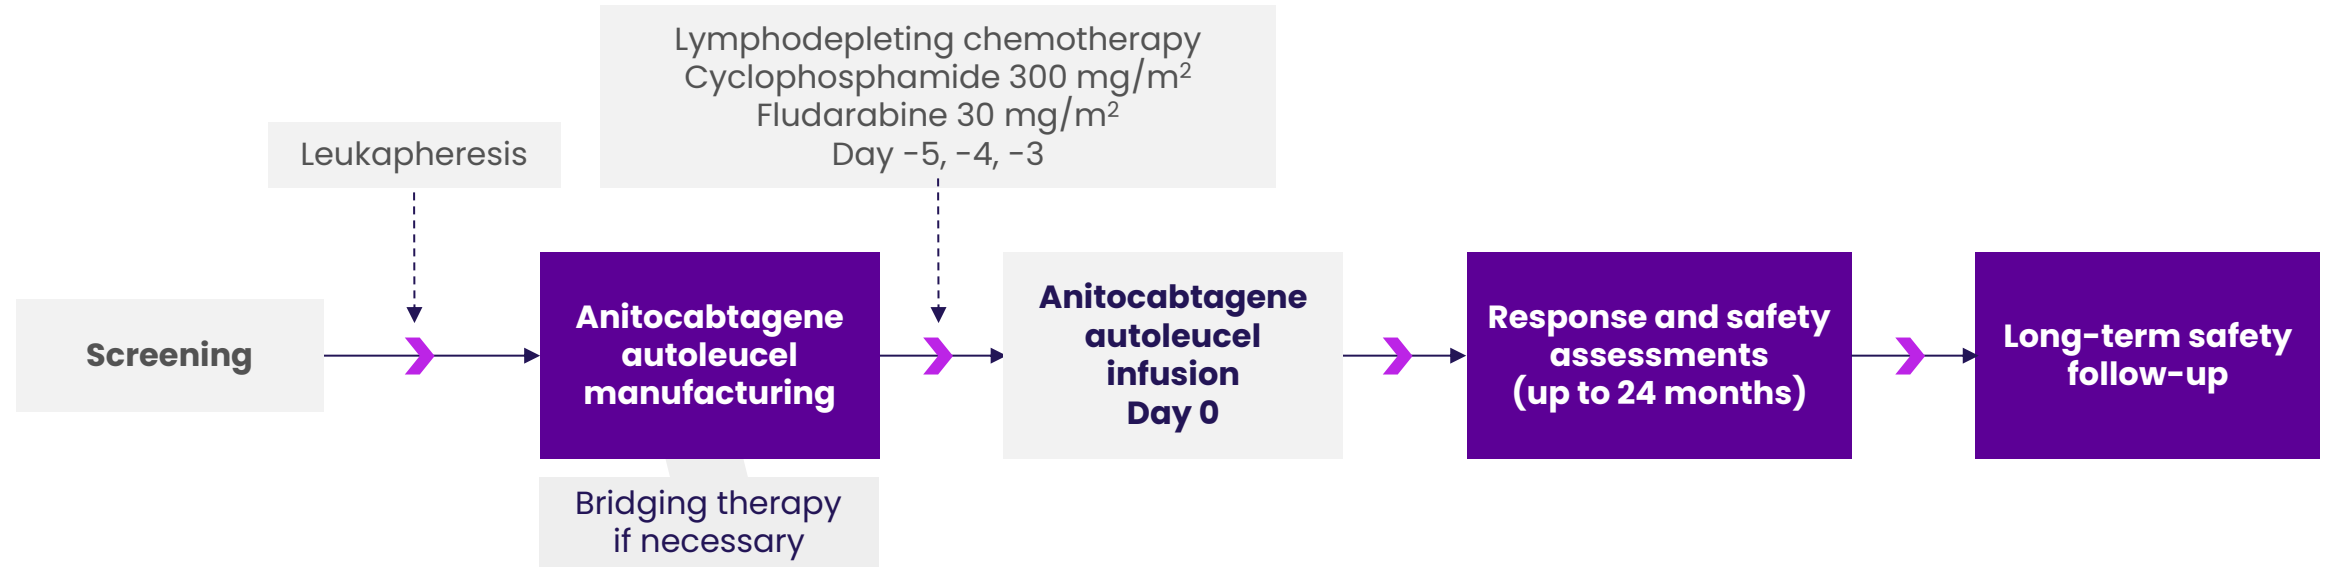 Lymphodepleting chemotherapy
Cyclophosphamide 300 mg/m²
Fludarabine 30 mg/m²
Day -5, -4, -3
Leukapheresis
Screening
Anitocabtagene
autoleucel
manufacturing
Bridging therapy
if necessary
Anitocabtagene
autoleucel
infusion
Day 0
Response and safety
assessments
(up to 24 months)
Long-term safety
follow-up